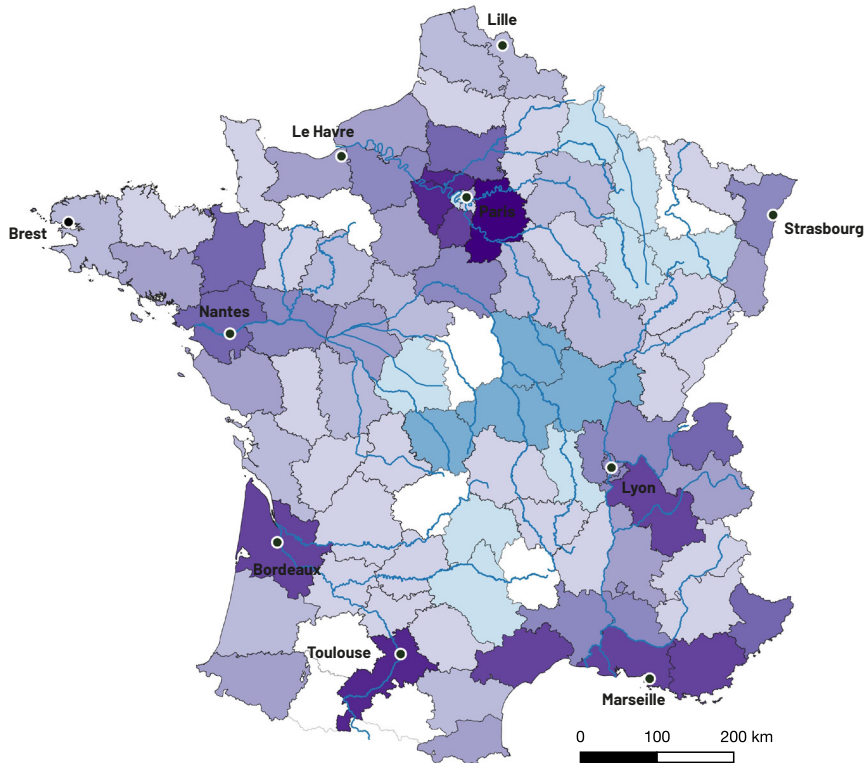 Lille
Le Havre
Paris
Brest
Strasbourg
Nantes
Lyon
Bordeaux
Toulouse
Marseille
0 100 200 km